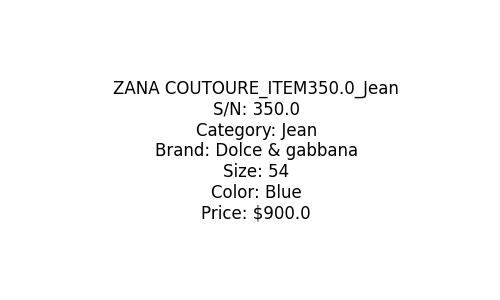 ZANA COUTOURE_ITEM350.0_Jean
S/N: 350.0
Category: Jean
Brand: Dolce & gabbana
Size: 54
Color: Blue
Price: $900.0